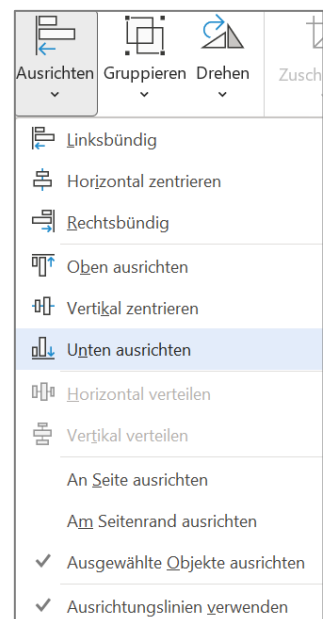 Ausrichten Gruppieren Drehen Zusch
Linksbündig
Horizontal zentrieren
Rechtsbündig
Oben ausrichten
Vertikal zentrieren
Unten ausrichten
Horizontal verteilen
Vertikal verteilen
An Seite ausrichten
Am Seitenrand ausrichten
Ausgewählte Objekte ausrichten
Ausrichtungslinien verwenden